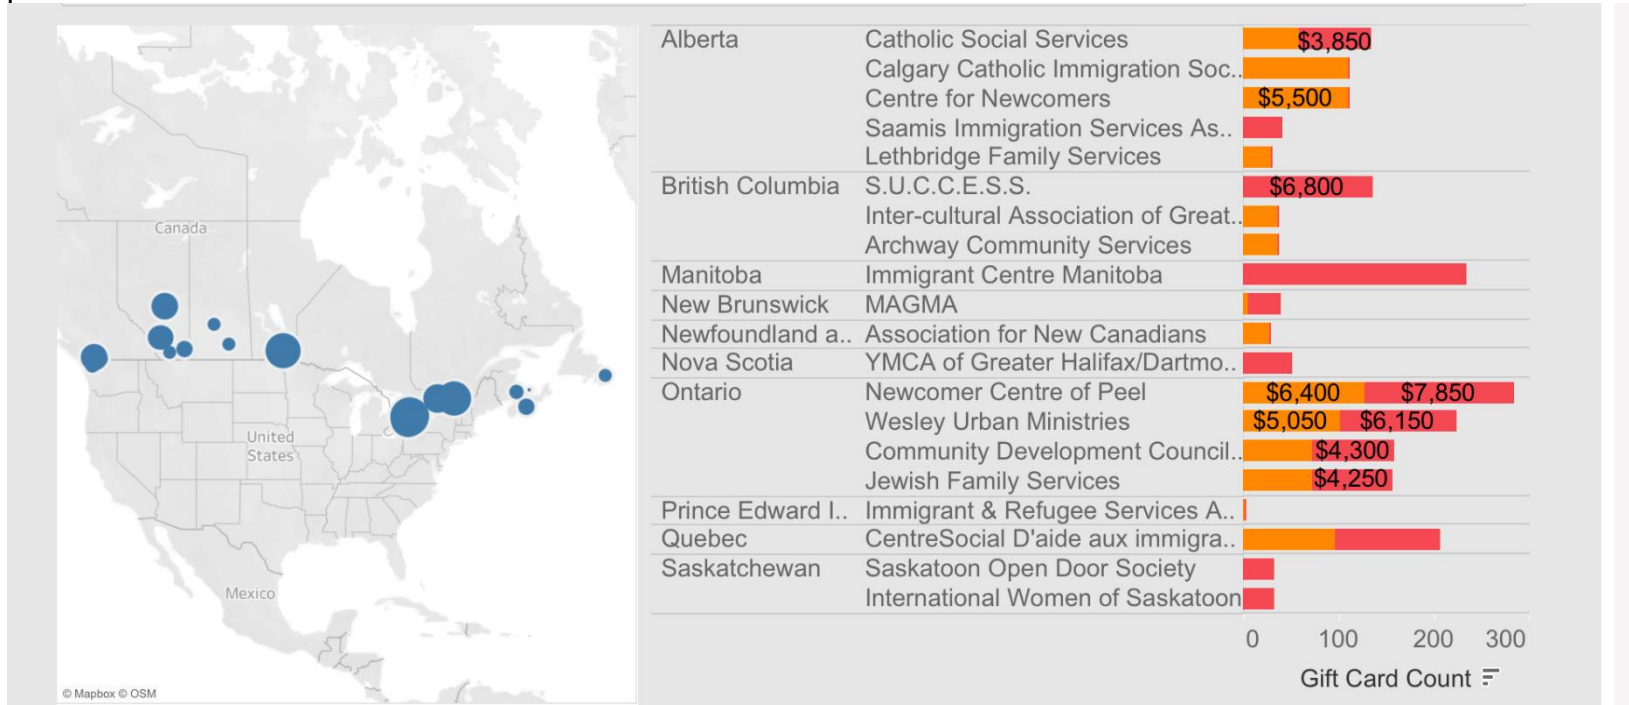 Canada
United
States
Mexico
© Mapbox © OSM
Alberta Catholic Social Services $3,850
Calgary Catholic Immigration Soc..
Centre for Newcomers $5,500
Saamis Immigration Services As..
Lethbridge Family Services
British Columbia S.U.C.C.E.S.S. $6,800
Inter-cultural Association of Great..
Archway Community Services
Manitoba Immigrant Centre Manitoba
New Brunswick MAGMA
Newfoundland a.. Association for New Canadians
Nova Scotia YMCA of Greater Halifax/Dartmo..
Ontario Newcomer Centre of Peel $6,400 $7,850
Wesley Urban Ministries $5,050 $6,150
Community Development Council.. $4,300
Jewish Family Services $4,250
Prince Edward I.. Immigrant & Refugee Services A..
Quebec CentreSocial D'aide aux immigra..
Saskatchewan Saskatoon Open Door Society
International Women of Saskatoon
0 100 200 300
Gift Card Count